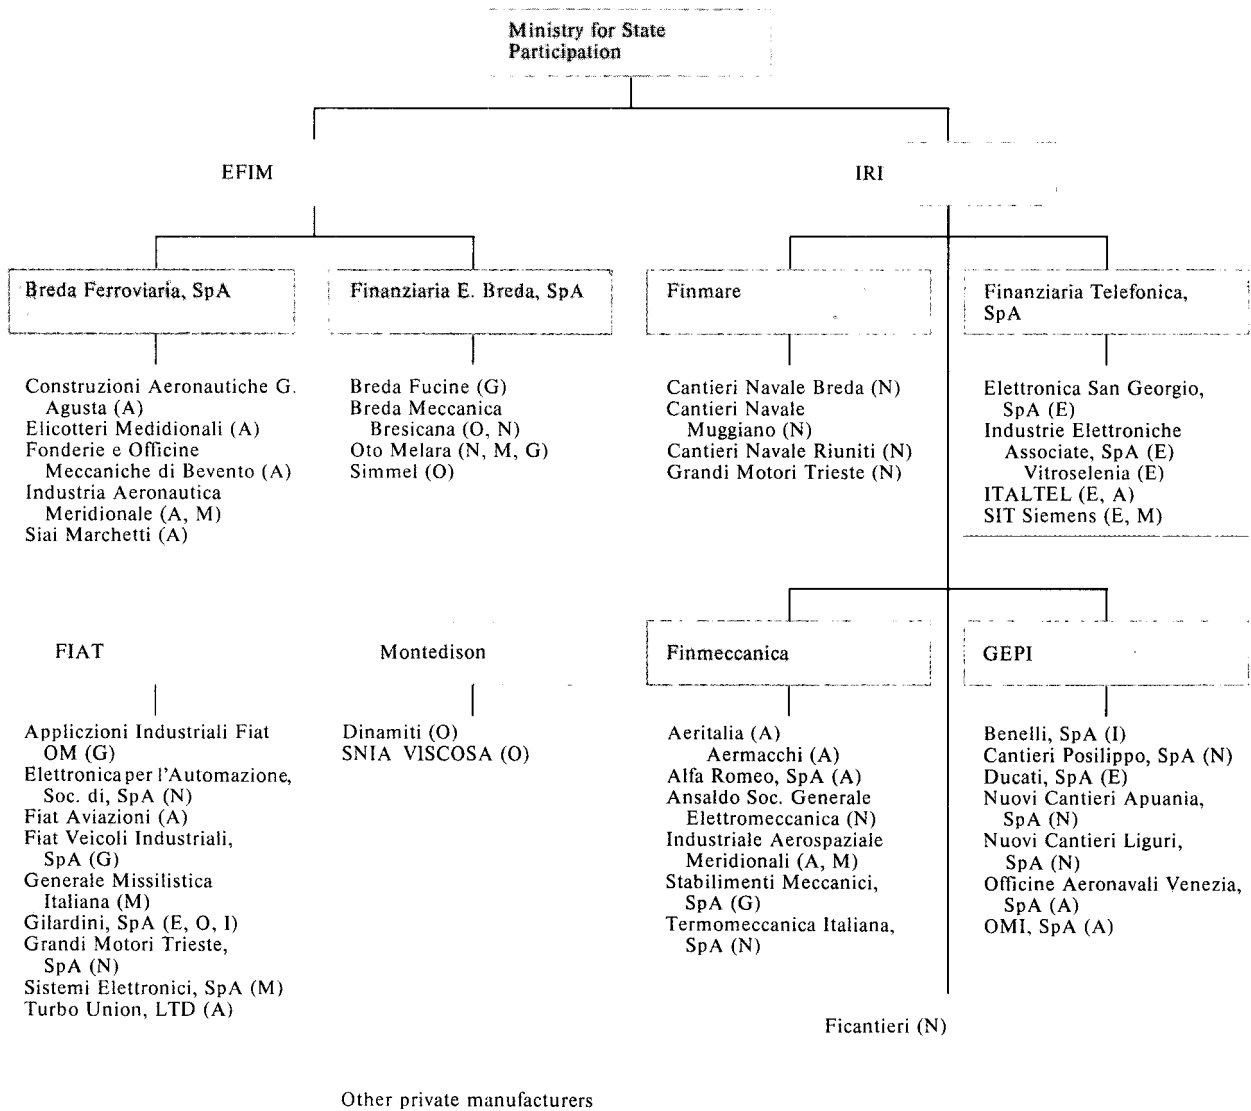 Ministry for State
Participation
EFIM
IRI
Breda Ferroviaria, SpA
Finanziaria E. Breda, SpA
Finmare
Finanziaria Telefonica,
SpA
Construzioni Aeronautiche G.
Agusta (A)
Elicotteri Medidionali (A)
Fonderie e Officine
Meccaniche di Bevento (A)
Industria Aeronautica
Meridionale (A, M)
Siai Marchetti (A)
Breda Fucine (G)
Breda Meccanica
Bresicana (O, N)
Oto Melara (N, M, G)
Simmel (O)
Cantieri Navale Breda (N)
Cantieri Navale
Muggiano (N)
Cantieri Navale Riuniti (N)
Grandi Motori Trieste (N)
Elettronica San Georgio,
SpA (E)
Industrie Elettroniche
Associate, SpA (E)
Vitroselenia (E)
ITALTEL (E, A)
SIT Siemens (E, M)
FIAT
Montedison
Finmeccanica
GEPI
Appliczioni Industriali Fiat
OM (G)
Elettronica per l'Automazione,
Soc. di, SpA (N)
Fiat Aviazioni (A)
Fiat Veicoli Industriali,
SpA (G)
Generale Missilistica
Italiana (M)
Gilardini, SpA (E, O, I)
Grandi Motori Trieste,
SpA (N)
Sistemi Elettronici, SpA (M)
Turbo Union, LTD (A)
Dinamiti (O)
SNIA VISCOSA (O)
Aeritalia (A)
Aermacchi (A)
Alfa Romeo, SpA (A)
Ansaldo Soc. Generale
Elettromeccanica (N)
Industriale Aerospaziale
Meridionali (A, M)
Stabilimenti Meccanici,
SpA (G)
Termomeccanica Italiana,
SpA (N)
Benelli, SpA (I)
Cantieri Posilippo, SpA (N)
Ducati, SpA (E)
Nuovi Cantieri Apuania,
SpA (N)
Nuovi Cantieri Liguri,
SpA (N)
Officine Aeronavali Venezia,
SpA (A)
OMI, SpA (A)
Ficantieri (N)
Other private manufacturers